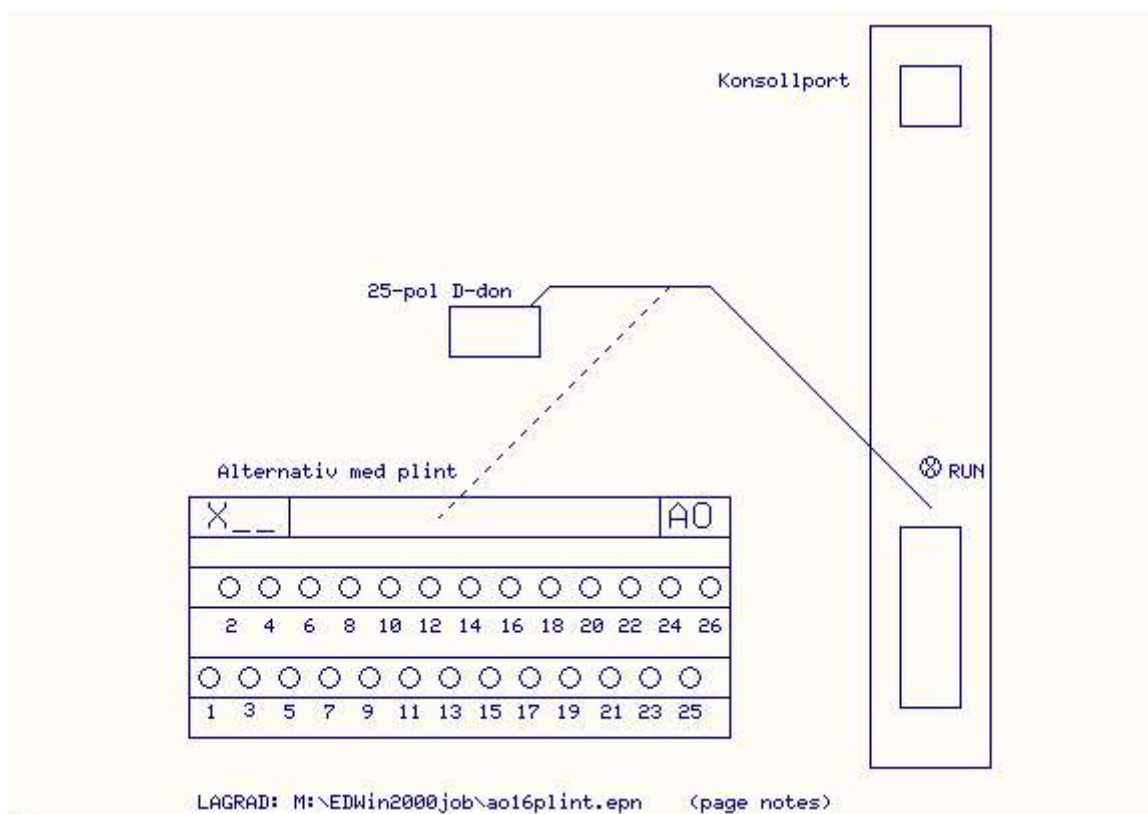 Konsollport
25-pol D-don
RUN
Alternativ med plint
X__ AO
2 4 6 8 10 12 14 16 18 20 22 24 26
1 3 5 7 9 11 13 15 17 19 21 23 25
LAGRAD: M:\EDWin2000job\ao16plint.epn (page notes)